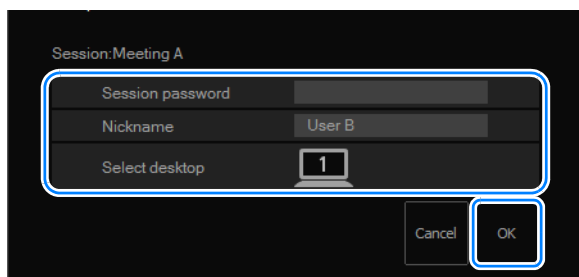 Session:Meeting A
Session password
Nickname User B
Select desktop 1
Cancel OK